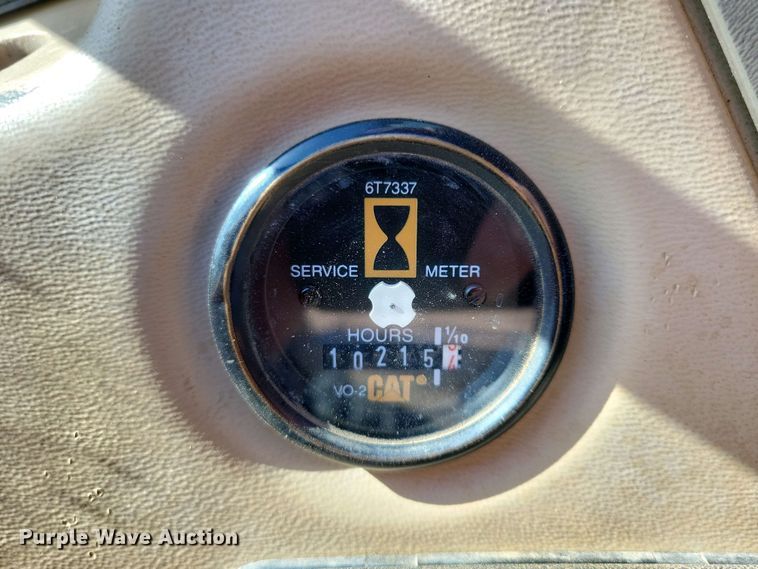 6T7337
SERVICE METER
HOURS 1/10
10215
VO-2 CAT
Purple Wave Auction